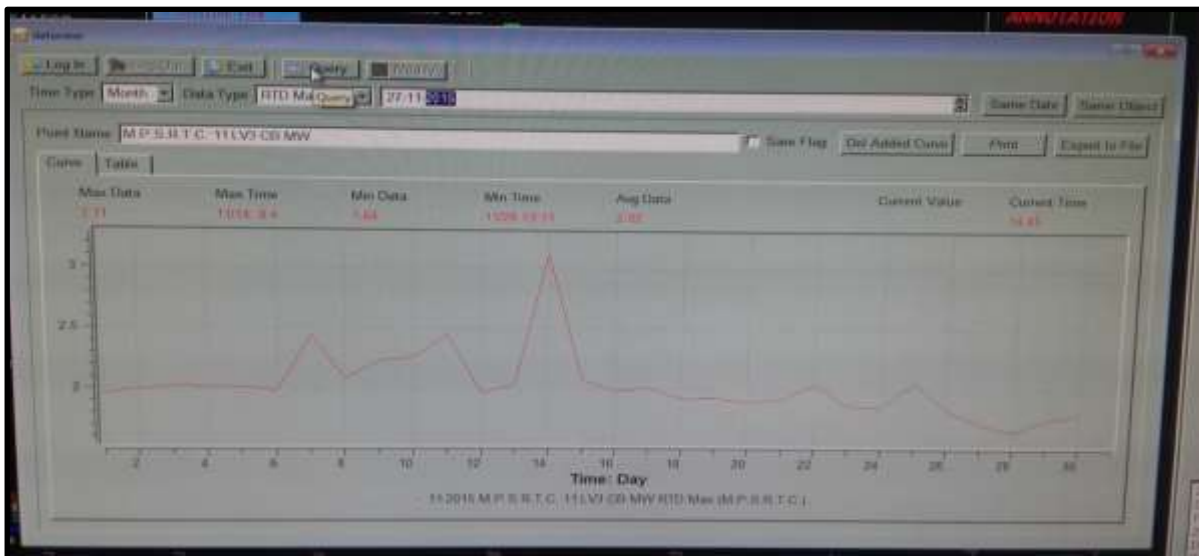 ANNOTATION
Log In Exit Query
Time Type Month Data Type RTD Ma Query 27-11-2015 Same Date Same Object
Point Name M.P.S.R.T.C. 11 LV3 CB MW Save Flag Del Added Curve Print Export to File
Curve Table
Max Data Max Time Min Data Min Time Avg Data Current Value Current Time
3
2.5
2
2 4 6 8 10 12 14 16 18 20 22 24 26 28 30
Time: Day
11-2015 M.P.S.R.T.C. 11 LV3 CB MW RTD Max (M.P.S.R.T.C.)